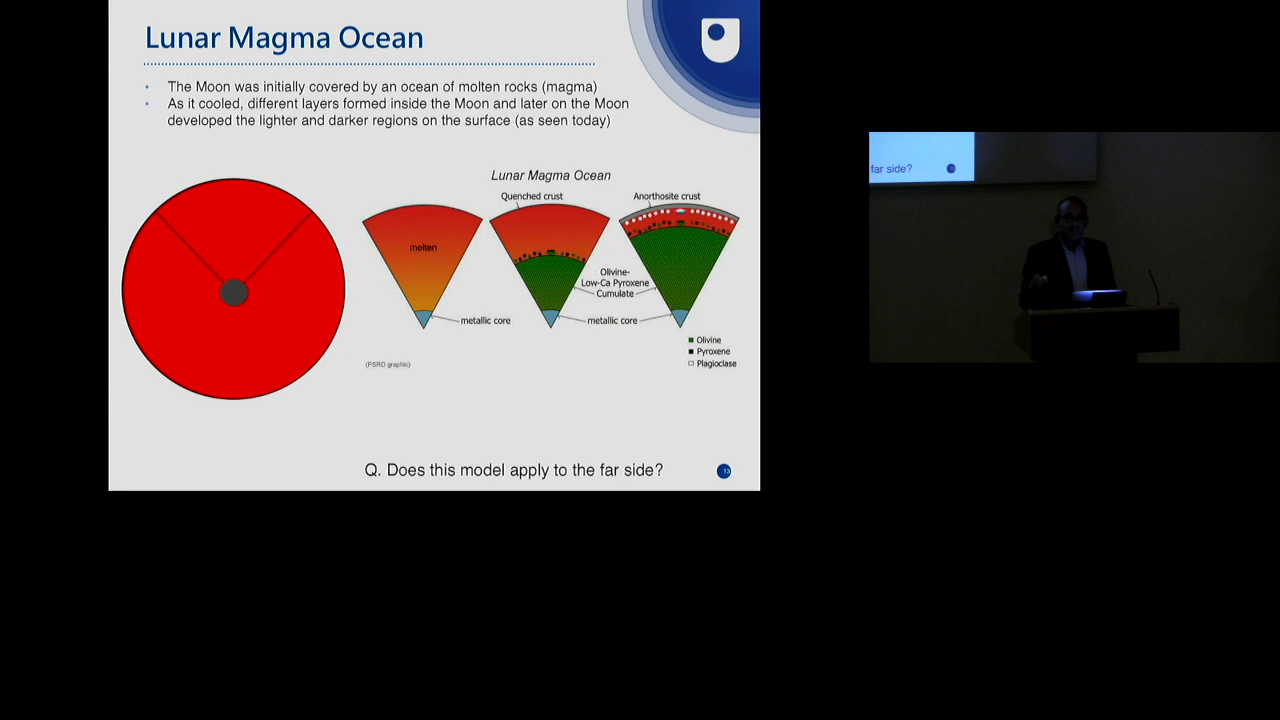 Lunar Magma Ocean
• The Moon was initially covered by an ocean of molten rocks (magma)
• As it cooled, different layers formed inside the Moon and later on the Moon
developed the lighter and darker regions on the surface (as seen today)
Lunar Magma Ocean
Quenched crust
Anorthosite crust
molten
Olivine-
Low-Ca Pyroxene
Cumulate
metallic core
metallic core
Olivine
Pyroxene
Plagioclase
(PSRD graphic)
Q. Does this model apply to the far side?
13
far side?